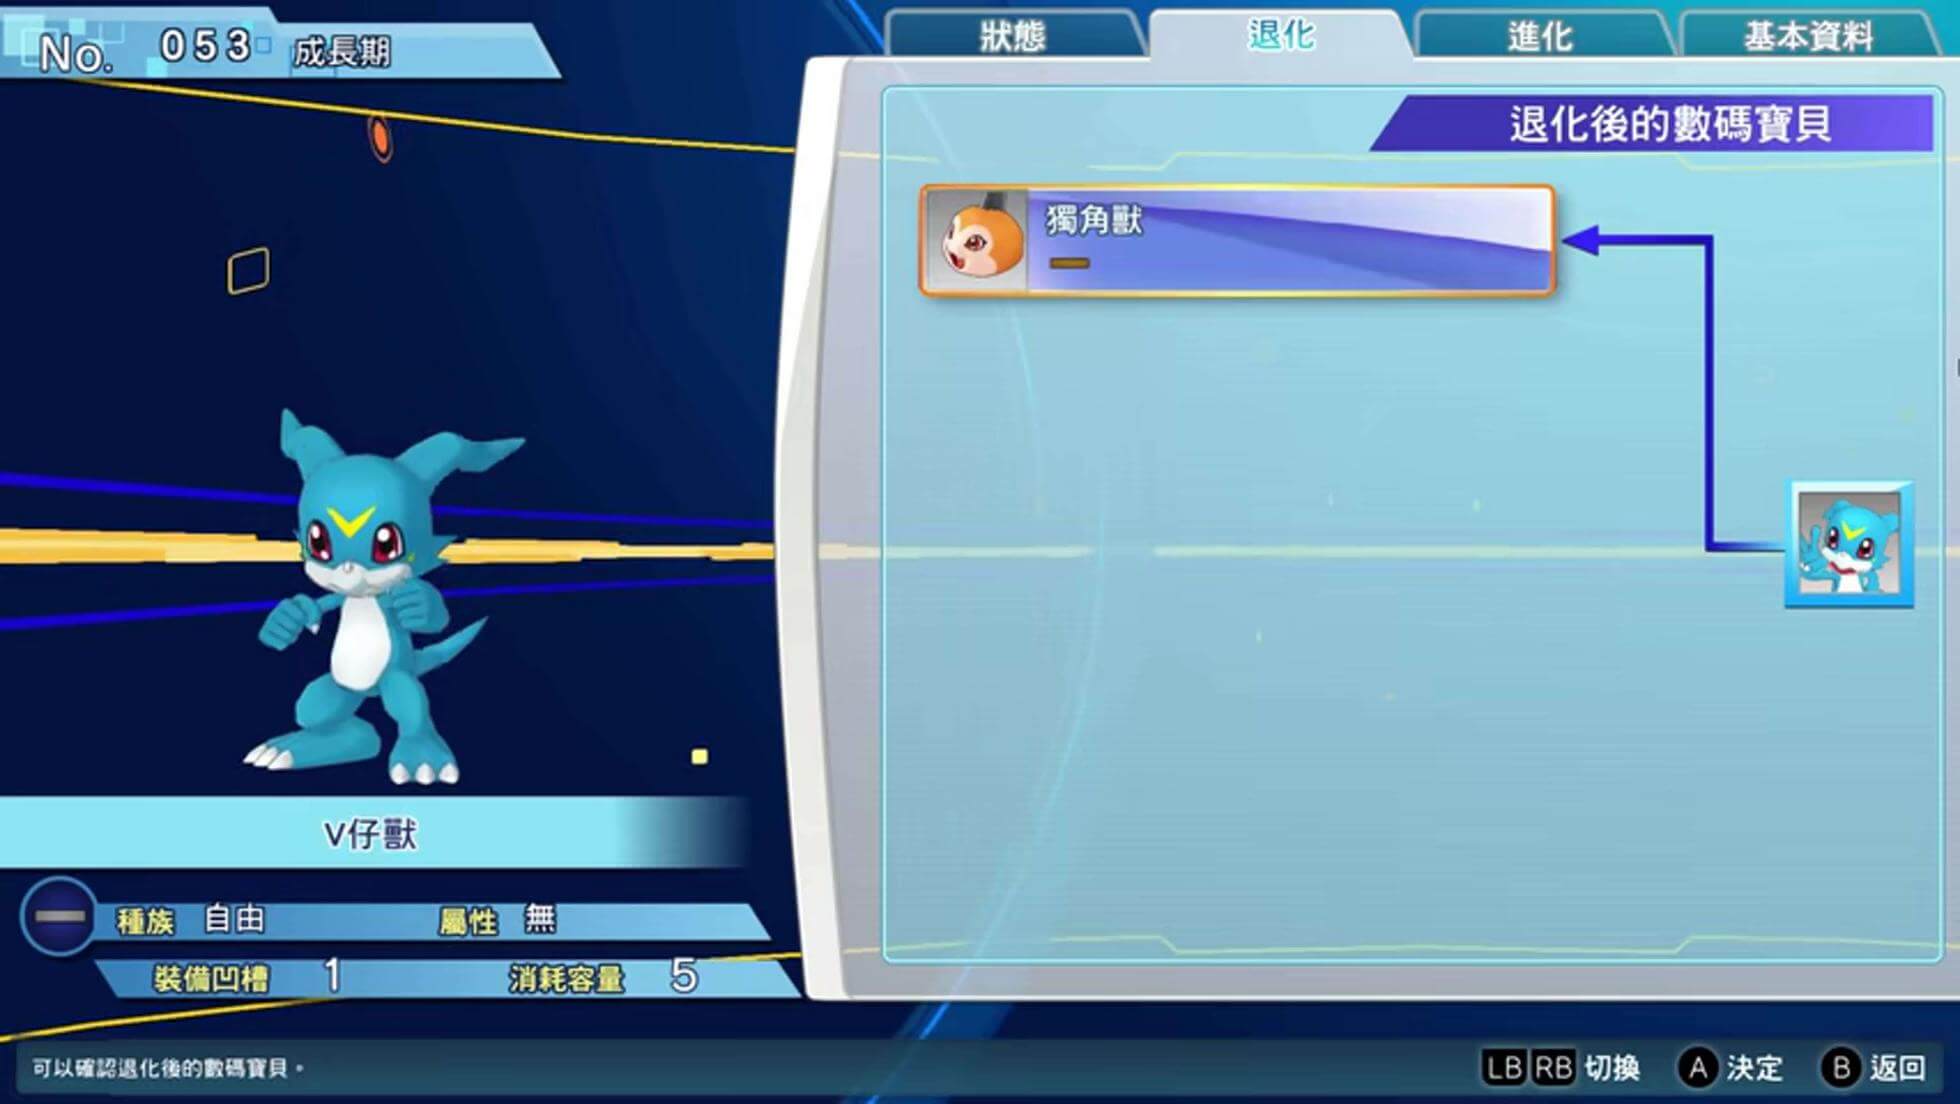 No. 053 成長期
狀態 退化 進化 基本資料
退化後的數碼寶貝
獨角獸
V仔獸
種族 自由 屬性 無
裝備凹槽 1 消耗容量 5
可以確認退化後的數碼寶貝。
LB RB 切換 A 決定 B 返回